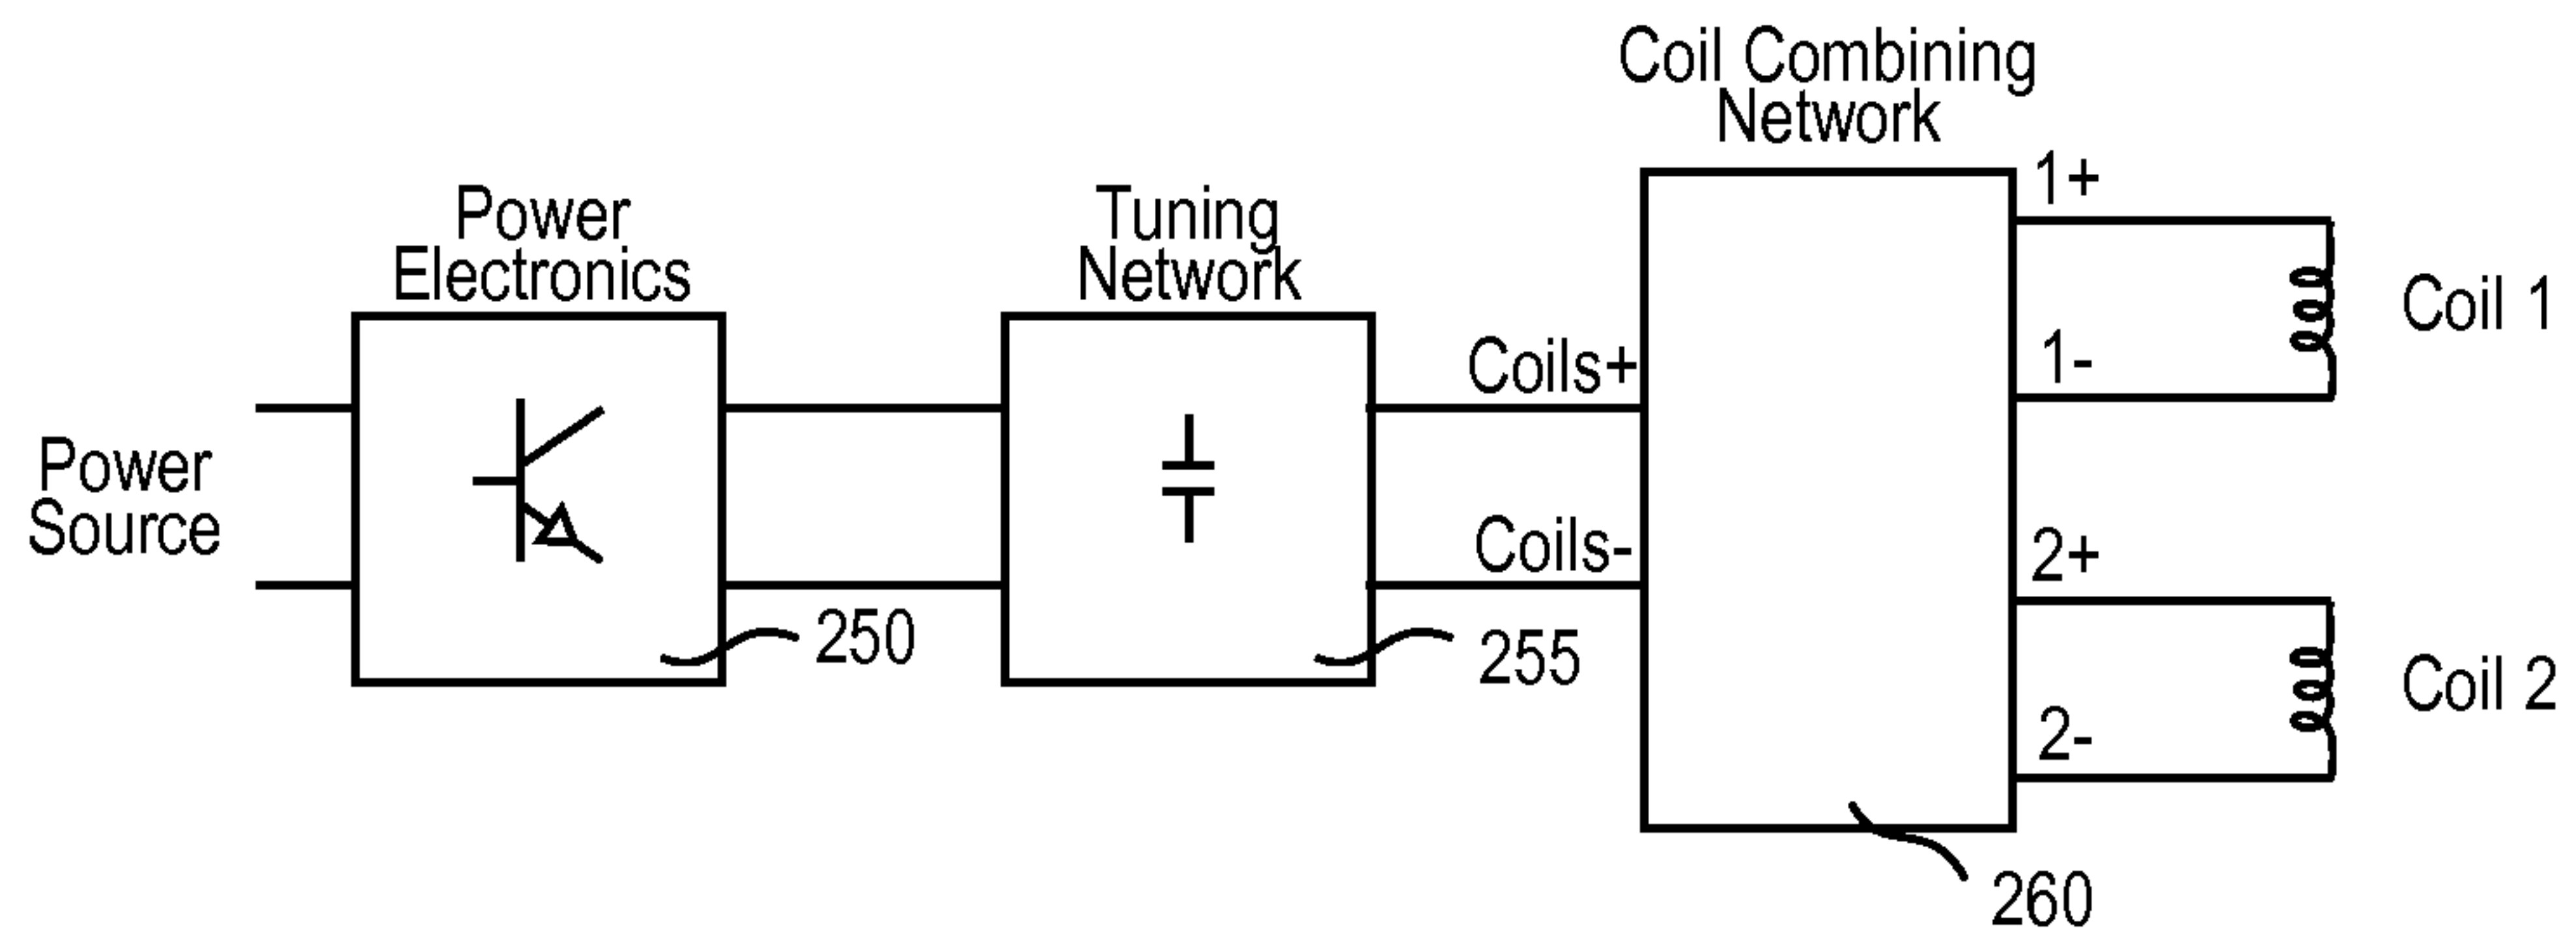 Power
Source
Power
Electronics
250
Tuning
Network
255
Coils+
Coils-
Coil Combining
Network
260
1+
1-
2+
2-
Coil 1
Coil 2